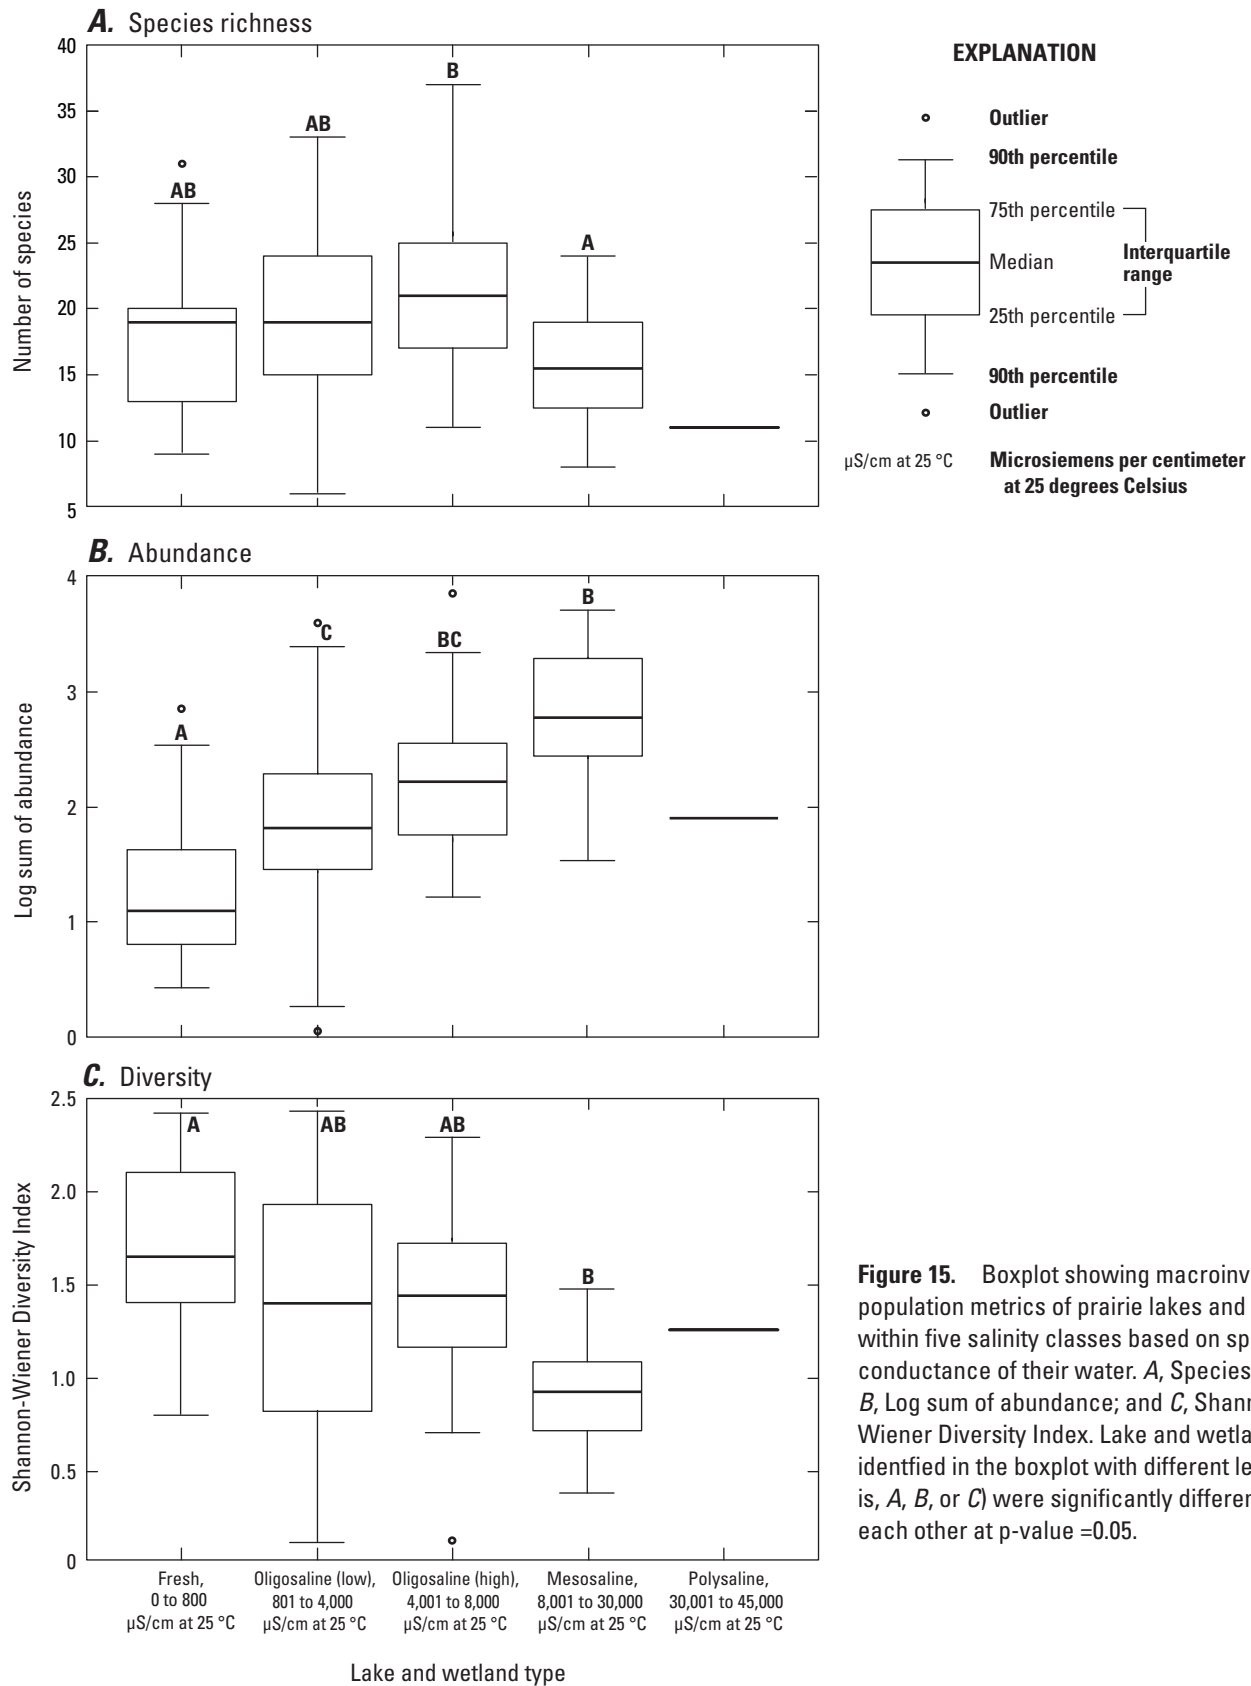 A. Species richness
40
35
30
25
20
15
10
5
Number of species
AB
AB
B
A
EXPLANATION
Outlier
90th percentile
75th percentile
Median
Interquartile
range
25th percentile
90th percentile
Outlier
µS/cm at 25 °C
Microsiemens per centimeter
at 25 degrees Celsius
B. Abundance
4
3
2
1
0
Log sum of abundance
A
C
BC
B
C. Diversity
2.5
2.0
1.5
1.0
0.5
0
Shannon-Wiener Diversity Index
A
AB
AB
B
Fresh,
0 to 800
µS/cm at 25 °C
Oligosaline (low),
801 to 4,000
µS/cm at 25 °C
Oligosaline (high),
4,001 to 8,000
µS/cm at 25 °C
Mesosaline,
8,001 to 30,000
µS/cm at 25 °C
Polysaline,
30,001 to 45,000
µS/cm at 25 °C
Lake and wetland type
Figure 15. Boxplot showing
population metrics of prairie lakes and
within five salinity classes based on
conductance of their water. A, Species
B, Log sum of abundance; and C,
Wiener Diversity Index. Lake and
identfied in the boxplot with different
is, A, B, or C) were significantly
each other at p-value =0.05.